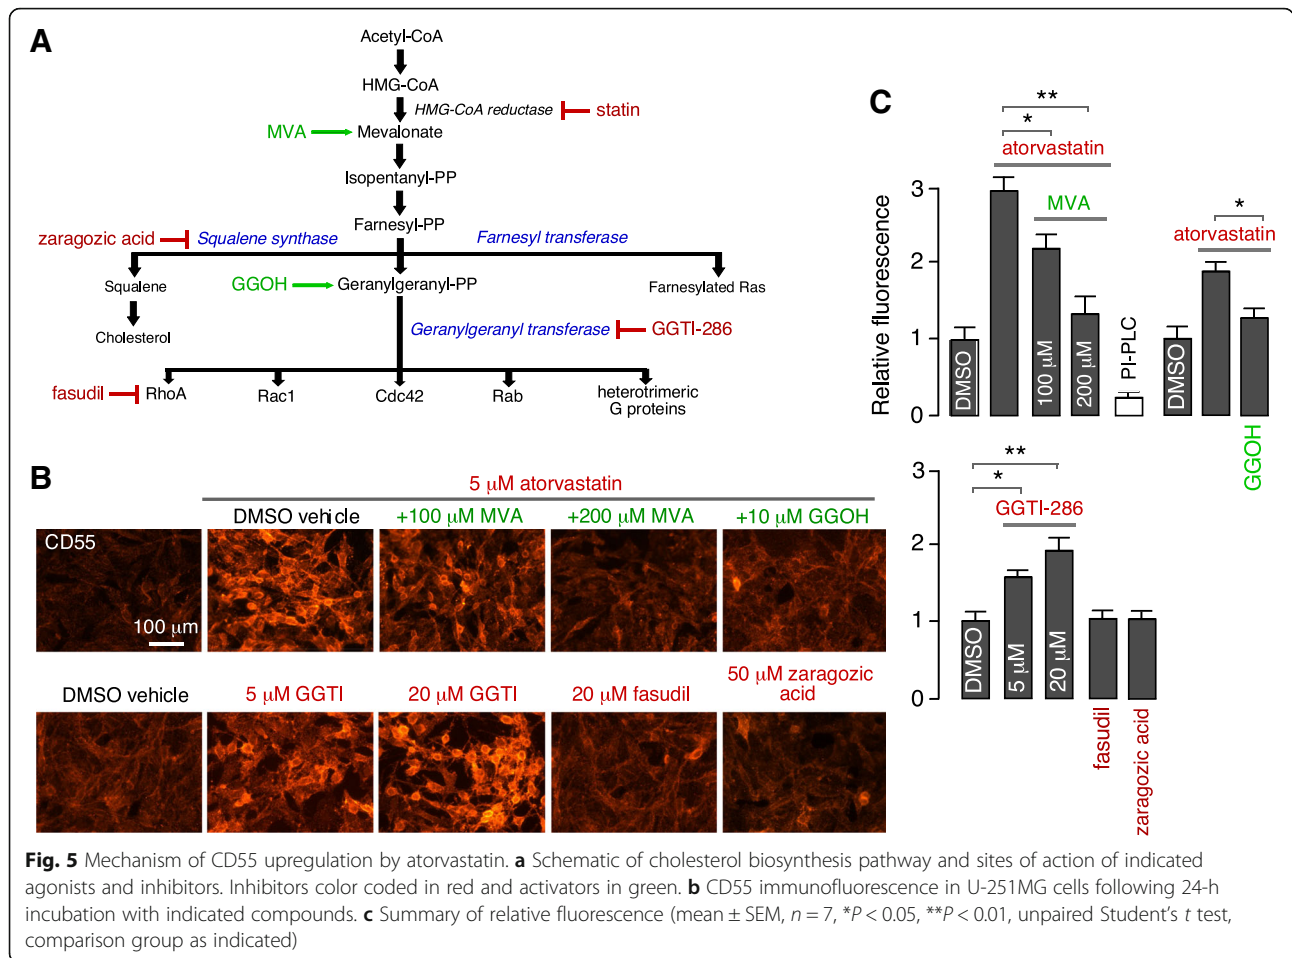 A
Acetyl-CoA
HMG-CoA
HMG-CoA reductase
statin
MVA
Mevalonate
Isopentanyl-PP
Farnesyl-PP
zaragozic acid
Squalene synthase
Farnesyl transferase
Squalene
GGOH
Geranylgeranyl-PP
Farnesylated Ras
Cholesterol
Geranylgeranyl transferase
GGTI-286
fasudil
RhoA
Rac1
Cdc42
Rab
heterotrimeric
G proteins
B
5 μM atorvastatin
DMSO vehicle
+100 μM MVA
+200 μM MVA
+10 μM GGOH
CD55
100 μm
DMSO vehicle
5 μM GGTI
20 μM GGTI
20 μM fasudil
50 μM zaragozic
acid
C
**
*
atorvastatin
MVA
*
atorvastatin
Relative fluorescence
3
2
1
0
DMSO
100 μM
200 μM
PI-PLC
DMSO
GGOH
**
*
GGTI-286
3
2
1
0
DMSO
5 μM
20 μM
fasudil
zaragozic acid
Fig. 5 Mechanism of CD55 upregulation by atorvastatin. a Schematic of cholesterol biosynthesis pathway and sites of action of indicated
agonists and inhibitors. Inhibitors color coded in red and activators in green. b CD55 immunofluorescence in U-251MG cells following 24-h
incubation with indicated compounds. c Summary of relative fluorescence (mean ± SEM, n = 7, *P < 0.05, **P < 0.01, unpaired Student's t test,
comparison group as indicated)